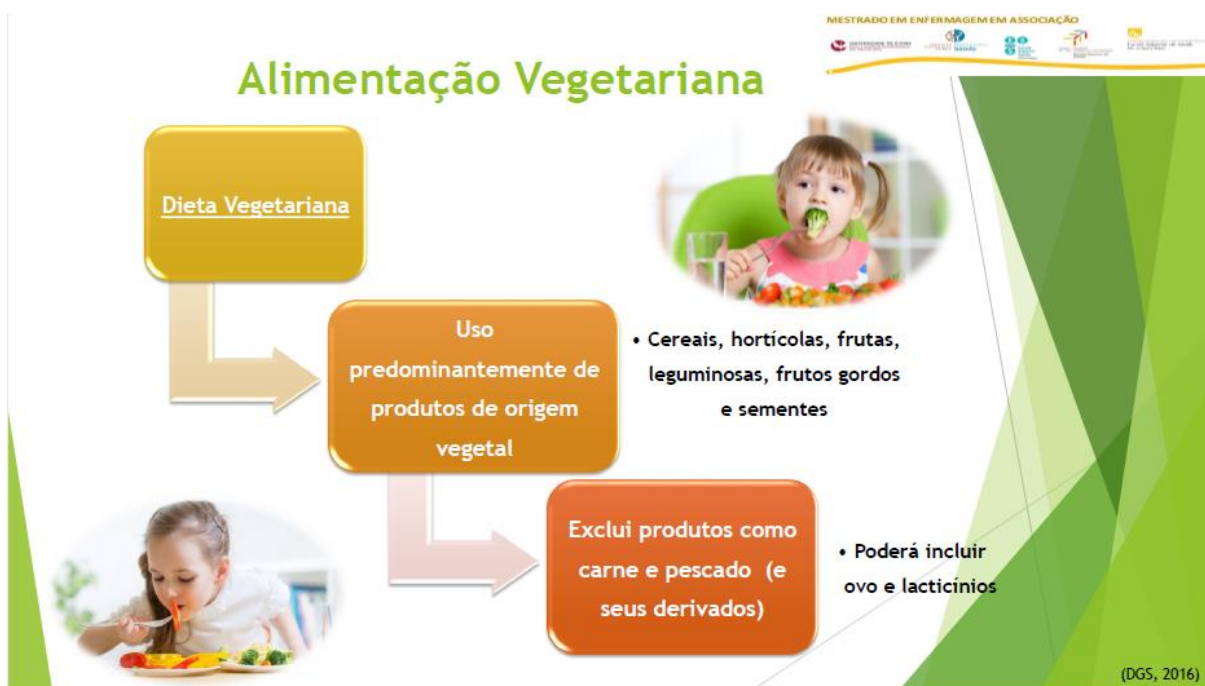 MESTRADO EM ENFERMAGEM EM ASSOCIAÇÃO
Alimentação Vegetariana
Dieta Vegetariana
Uso
predominantemente de
produtos de origem
vegetal
• Cereais, hortícolas, frutas,
leguminosas, frutos gordos
e sementes
Exclui produtos como
carne e pescado (e
seus derivados)
• Poderá incluir
ovo e lacticínios
(DGS, 2016)